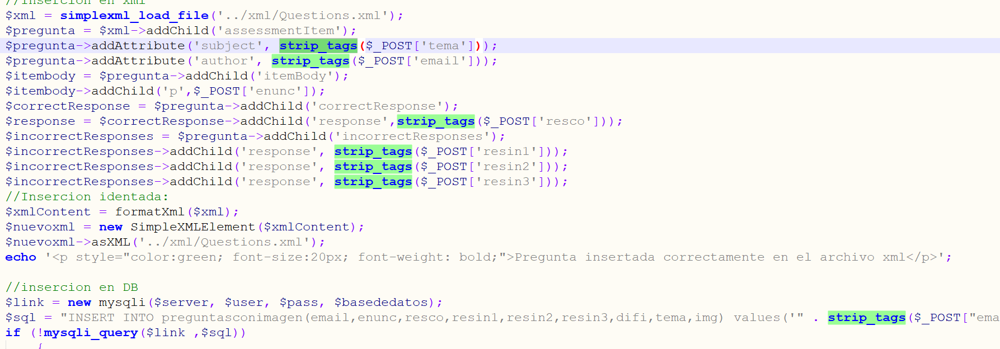 //insercion en xml
$xml = simplexml_load_file('../xml/Questions.xml');
$pregunta = $xml->addChild('assessmentItem');
$pregunta->addAttribute('subject', strip_tags($_POST['tema']));
$pregunta->addAttribute('author', strip_tags($_POST['email']));
$itembody = $pregunta->addChild('itemBody');
$itembody->addChild('p',$_POST['enunc']);
$correctResponse = $pregunta->addChild('correctResponse');
$response = $correctResponse->addChild('response',strip_tags($_POST['resco']));
$incorrectResponses = $pregunta->addChild('incorrectResponses');
$incorrectResponses->addChild('response', strip_tags($_POST['resin1']));
$incorrectResponses->addChild('response', strip_tags($_POST['resin2']));
$incorrectResponses->addChild('response', strip_tags($_POST['resin3']));
//Insercion identada:
$xmlContent = formatXml($xml);
$nuevoxml = new SimpleXMLElement($xmlContent);
$nuevoxml->asXML('../xml/Questions.xml');
echo '<p style="color:green; font-size:20px; font-weight: bold;">Pregunta insertada correctamente en el archivo xml</p>';
//insercion en DB
$link = new mysqli($server, $user, $pass, $basededatos);
$sql = "INSERT INTO preguntasconimagen(email,enunc,resco,resin1,resin2,resin3,difi,tema,img) values('" . strip_tags($_POST["ema
if (!mysqli_query($link ,$sql))
{